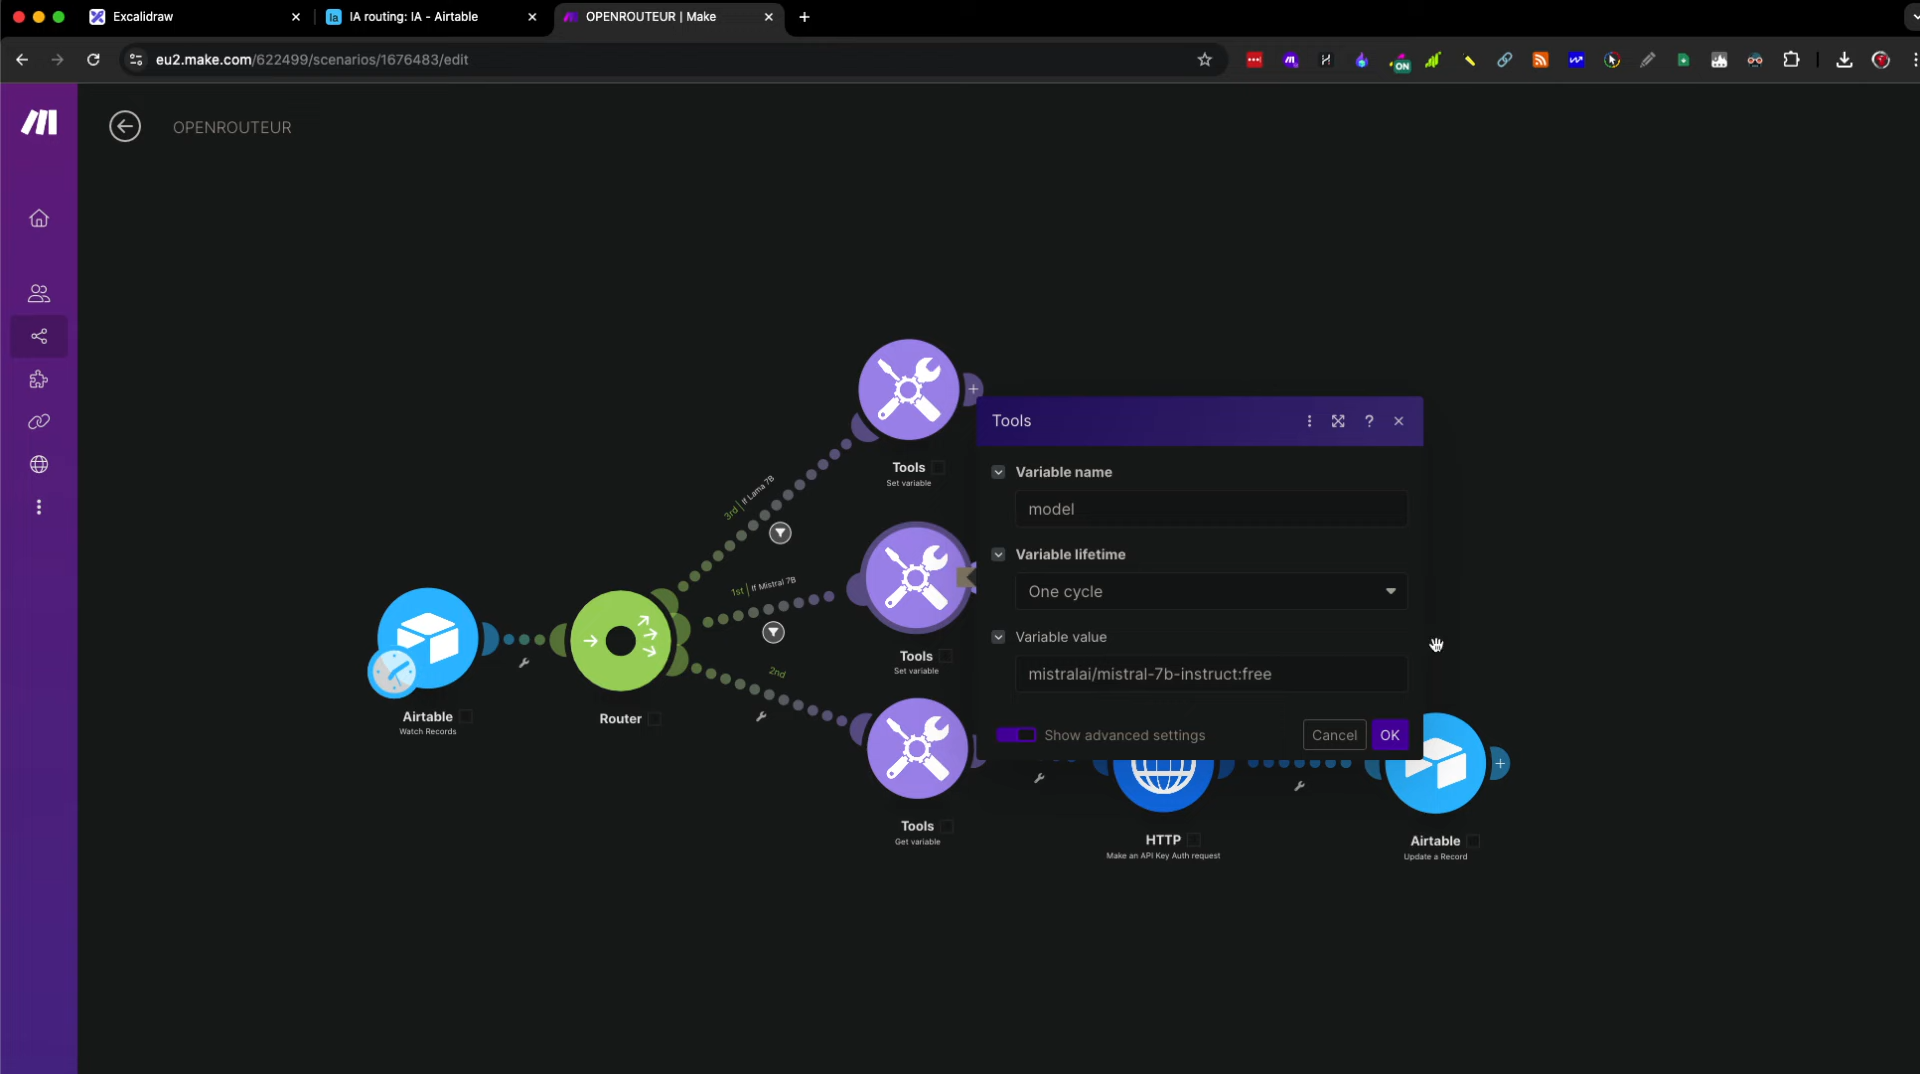 Excalidraw
IA routing: IA - Airtable
OPENROUTEUR | Make
eu2.make.com/622499/scenarios/1676483/edit
ON
OPENROUTEUR
Tools
Set variable
3rd | If Lama 7B
1st | If Mistral 7B
2nd
Airtable
Watch Records
Router
Tools
Set variable
Tools
Get variable
Tools
Variable name
model
Variable lifetime
One cycle
Variable value
mistralai/mistral-7b-instruct:free
Show advanced settings
Cancel
OK
HTTP
Make an API Key Auth request
Airtable
Update a Record